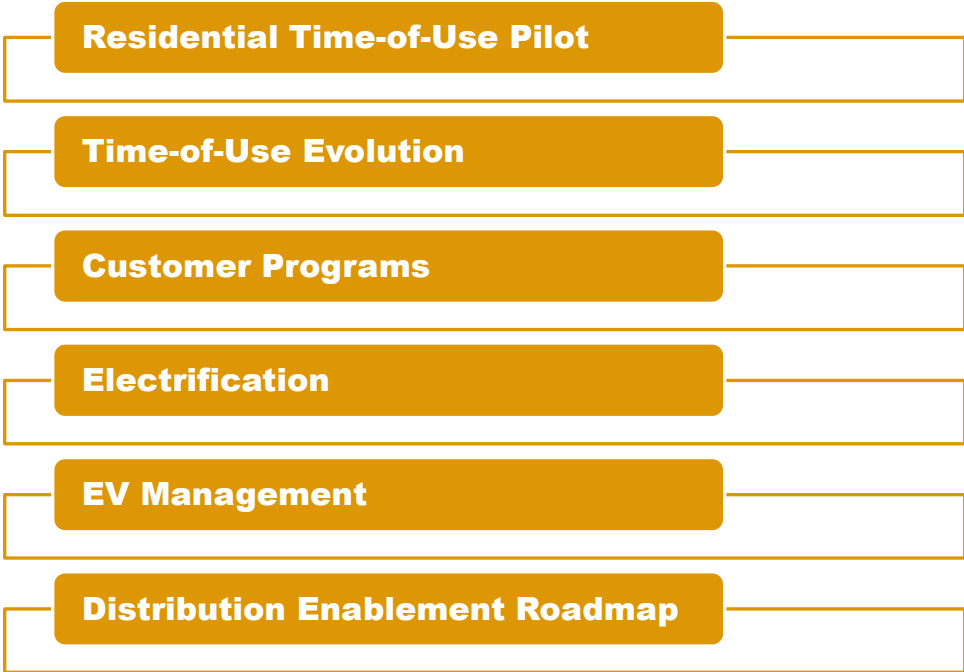 Residential Time-of-Use Pilot
Time-of-Use Evolution
Customer Programs
Electrification
EV Management
Distribution Enablement Roadmap